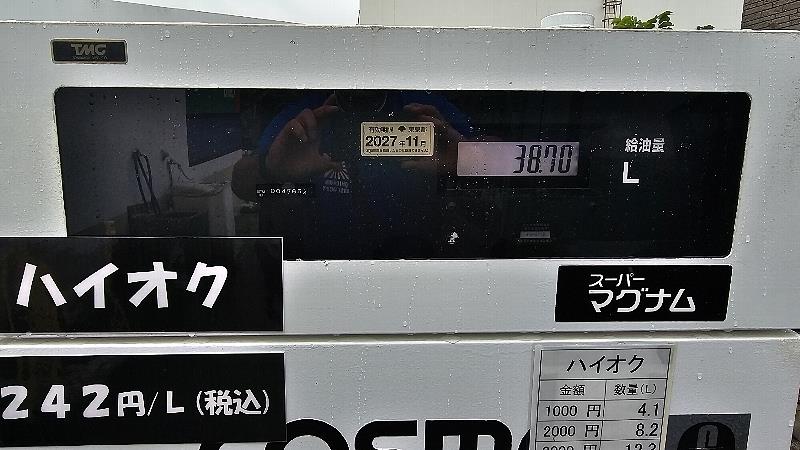 TMC
2027年11月
38.70
給油量
L
ハイオク
スーパー
マグナム
242円/L(税込)
COSMO
ハイオク
金額 数量(L)
1000 円 4.1
2000 円 8.2